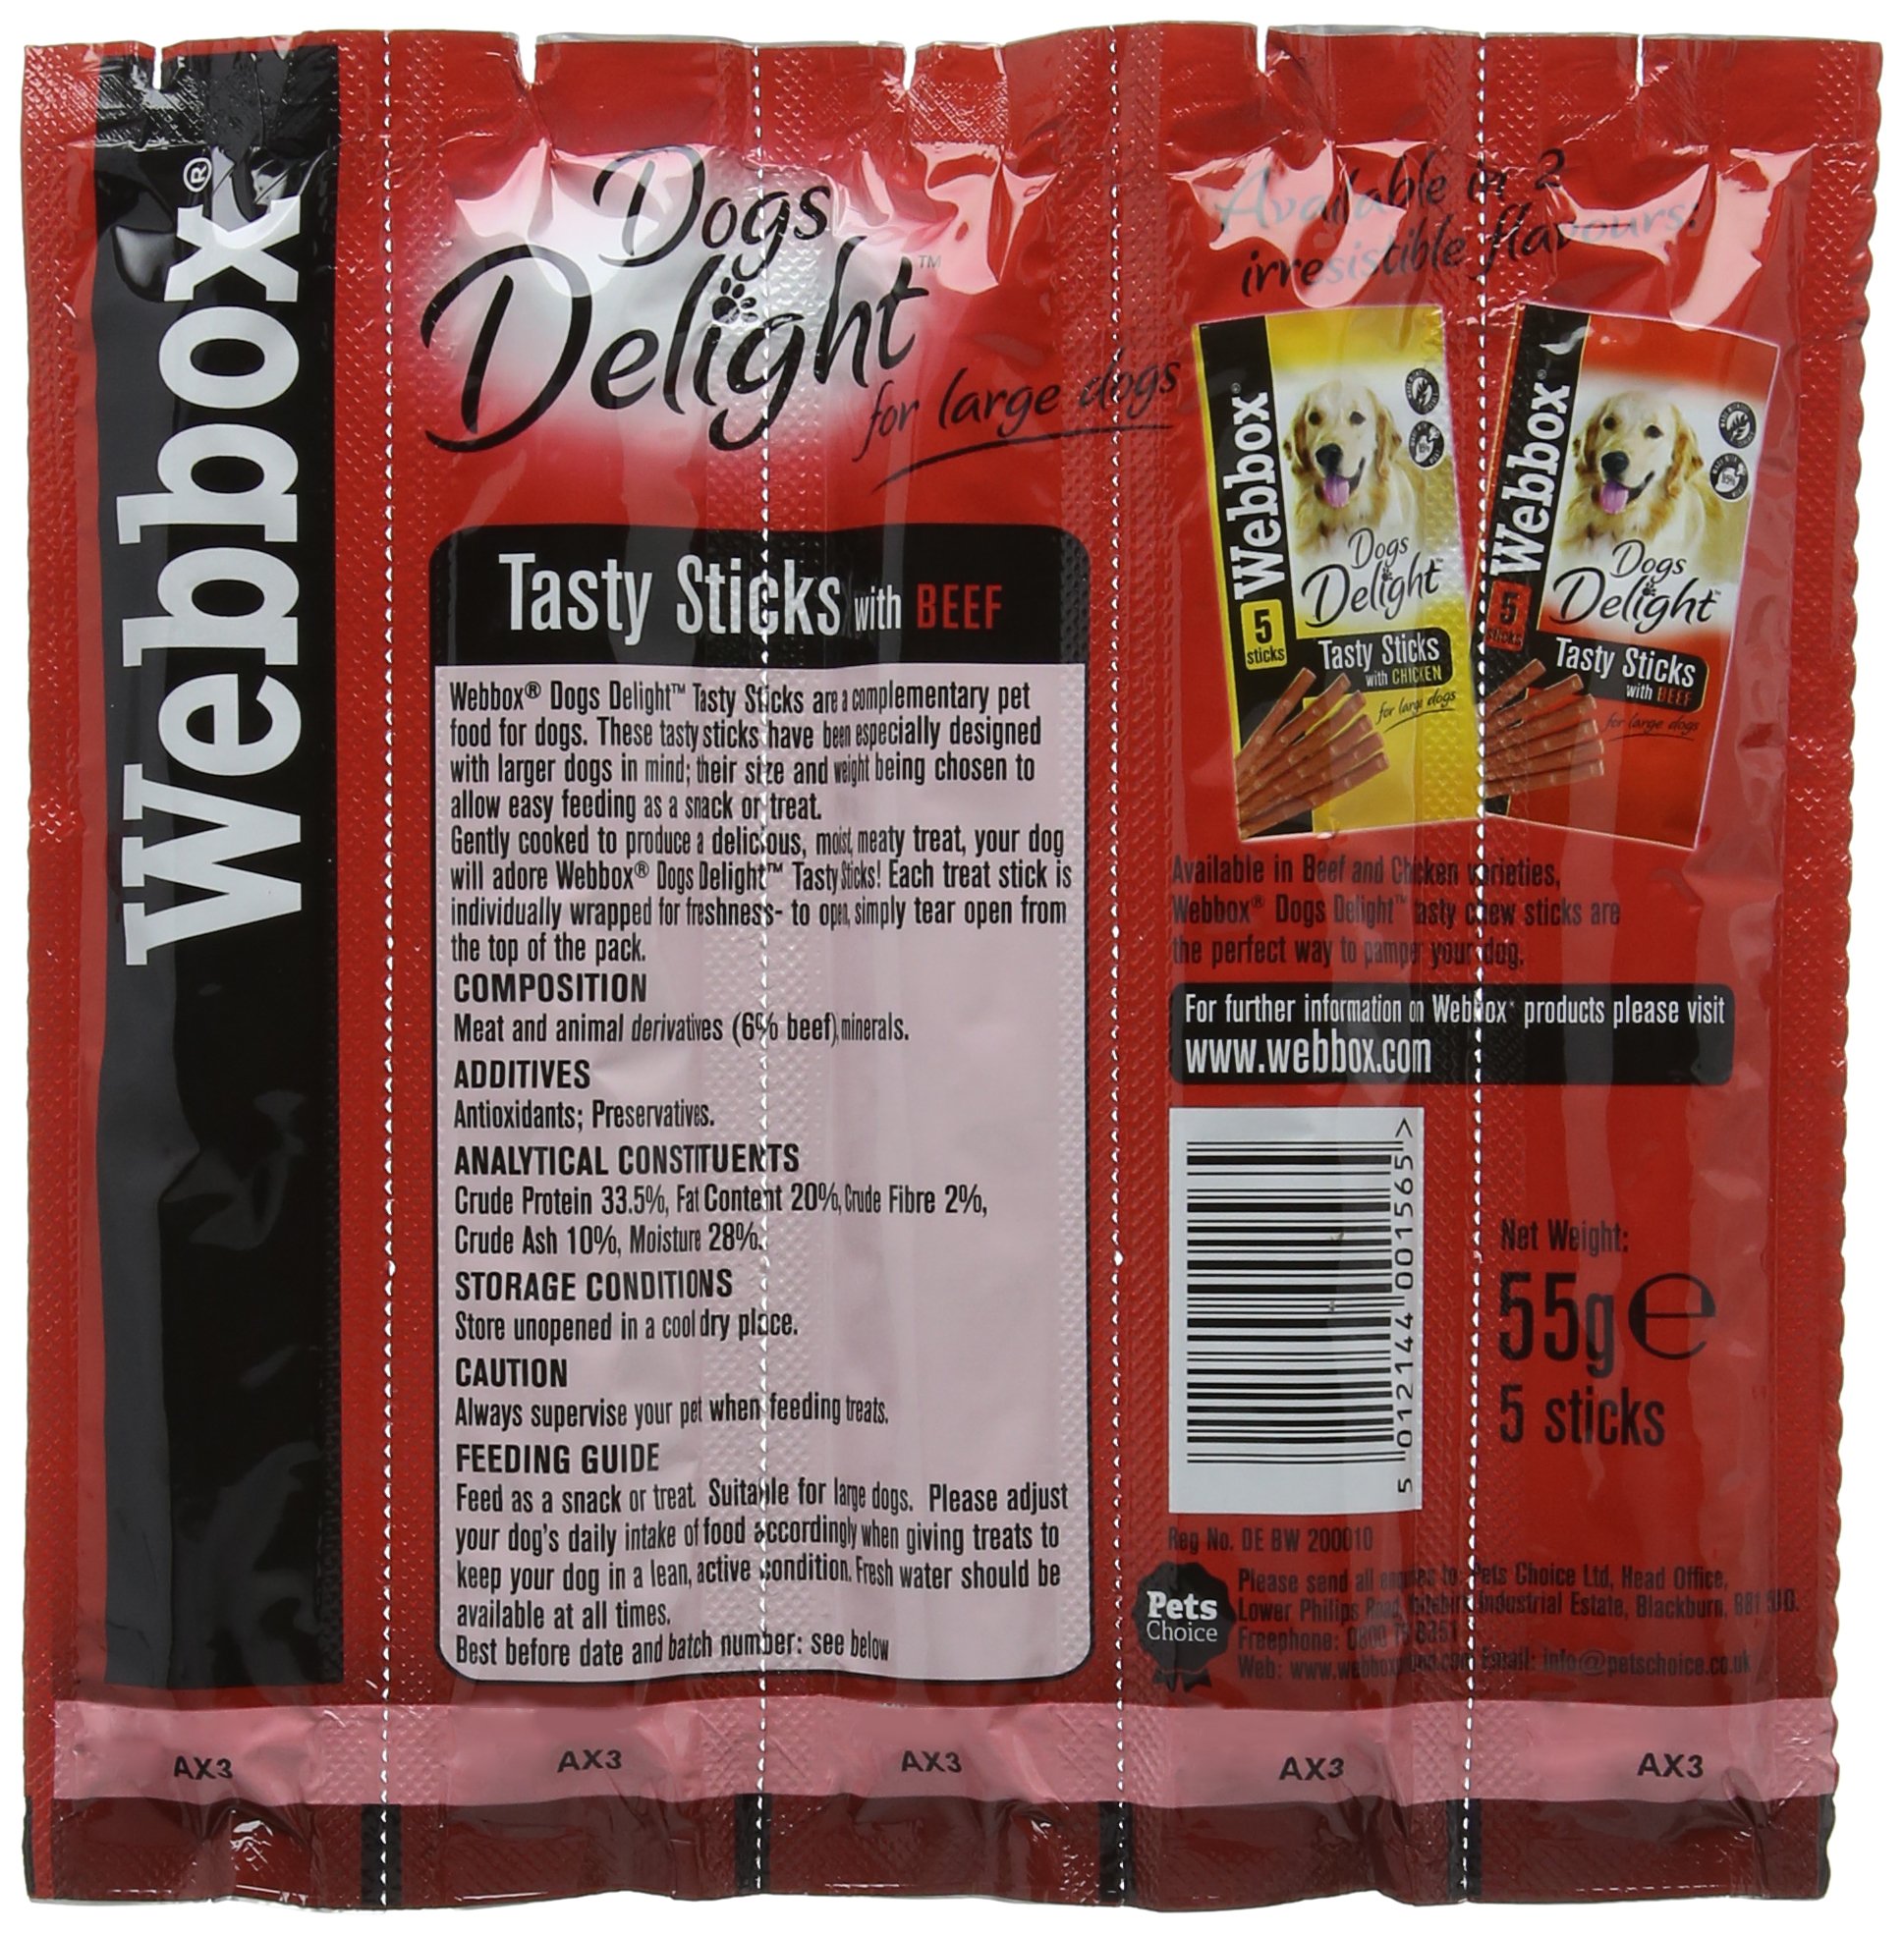 Webbox®
Dogs
Delight™
for large dogs
Tasty Sticks with BEEF
Webbox® Dogs Delight™ Tasty Sticks are a complementary pet
food for dogs. These tasty sticks have been especially designed
with larger dogs in mind; their size and weight being chosen to
allow easy feeding as a snack or treat.
Gently cooked to produce a delicious, moist, meaty treat, your dog
will adore Webbox® Dogs Delight™ Tasty Sticks! Each treat stick is
individually wrapped for freshness- to open, simply tear open from
the top of the pack.
COMPOSITION
Meat and animal derivatives (6% beef), minerals.
ADDITIVES
Antioxidants; Preservatives.
ANALYTICAL CONSTITUENTS
Crude Protein 33.5%, Fat Content 20%, Crude Fibre 2%,
Crude Ash 10%, Moisture 28%.
STORAGE CONDITIONS
Store unopened in a cool dry place.
CAUTION
Always supervise your pet when feeding treats.
FEEDING GUIDE
Feed as a snack or treat. Suitable for large dogs. Please adjust
your dog's daily intake of food accordingly when giving treats to
keep your dog in a lean, active condition. Fresh water should be
available at all times.
Best before date and batch number: see below
Available in 2
irresistible flavours:
Webbox®
5
sticks
Dogs
Delight
Tasty Sticks
with CHICKEN
for large dogs
Webbox®
5
sticks
Dogs
Delight™
Tasty Sticks
with BEEF
for large dogs
Available in Beef and Chicken varieties.
Webbox® Dogs Delight™ tasty chew sticks are
the perfect way to pamper your dog.
For further information on Webbox® products please visit
www.webbox.com
5 012144 001565 >
Net Weight:
55g e
5 sticks
Reg No. DE BW 200010
Pets
Choice
Please send all enquiries to: Pets Choice Ltd, Head Office,
Lower Philips Road, Industrial Estate, Blackburn, BB1
Freephone: 0800
Web: Email: info@petschoice.co.uk
AX3
AX3
AX3
AX3
AX3